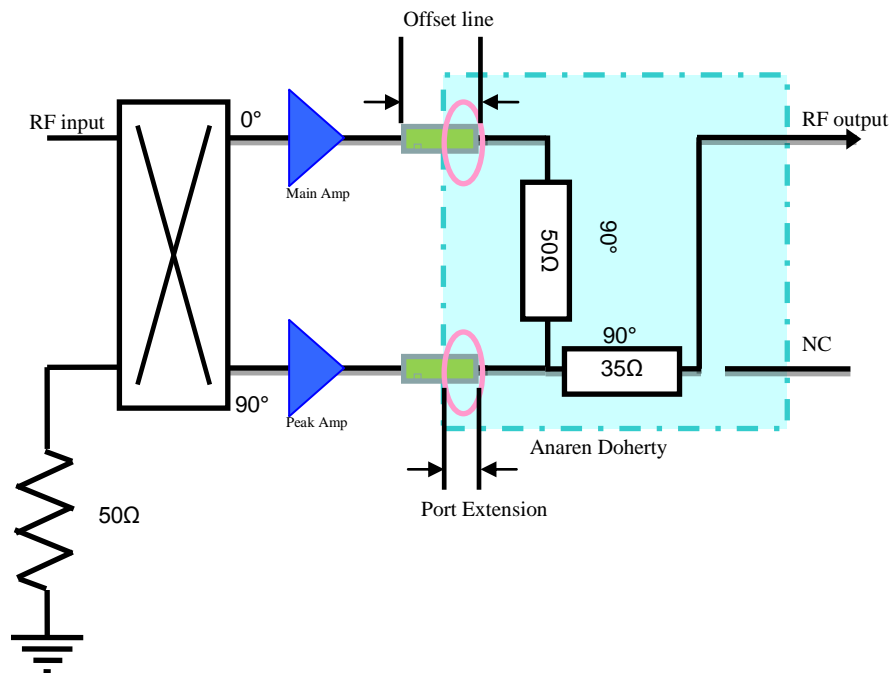 Offset line
RF input
0°
RF output
Main Amp
50Ω
90°
90°
NC
35Ω
90°
Peak Amp
Anaren Doherty
Port Extension
50Ω